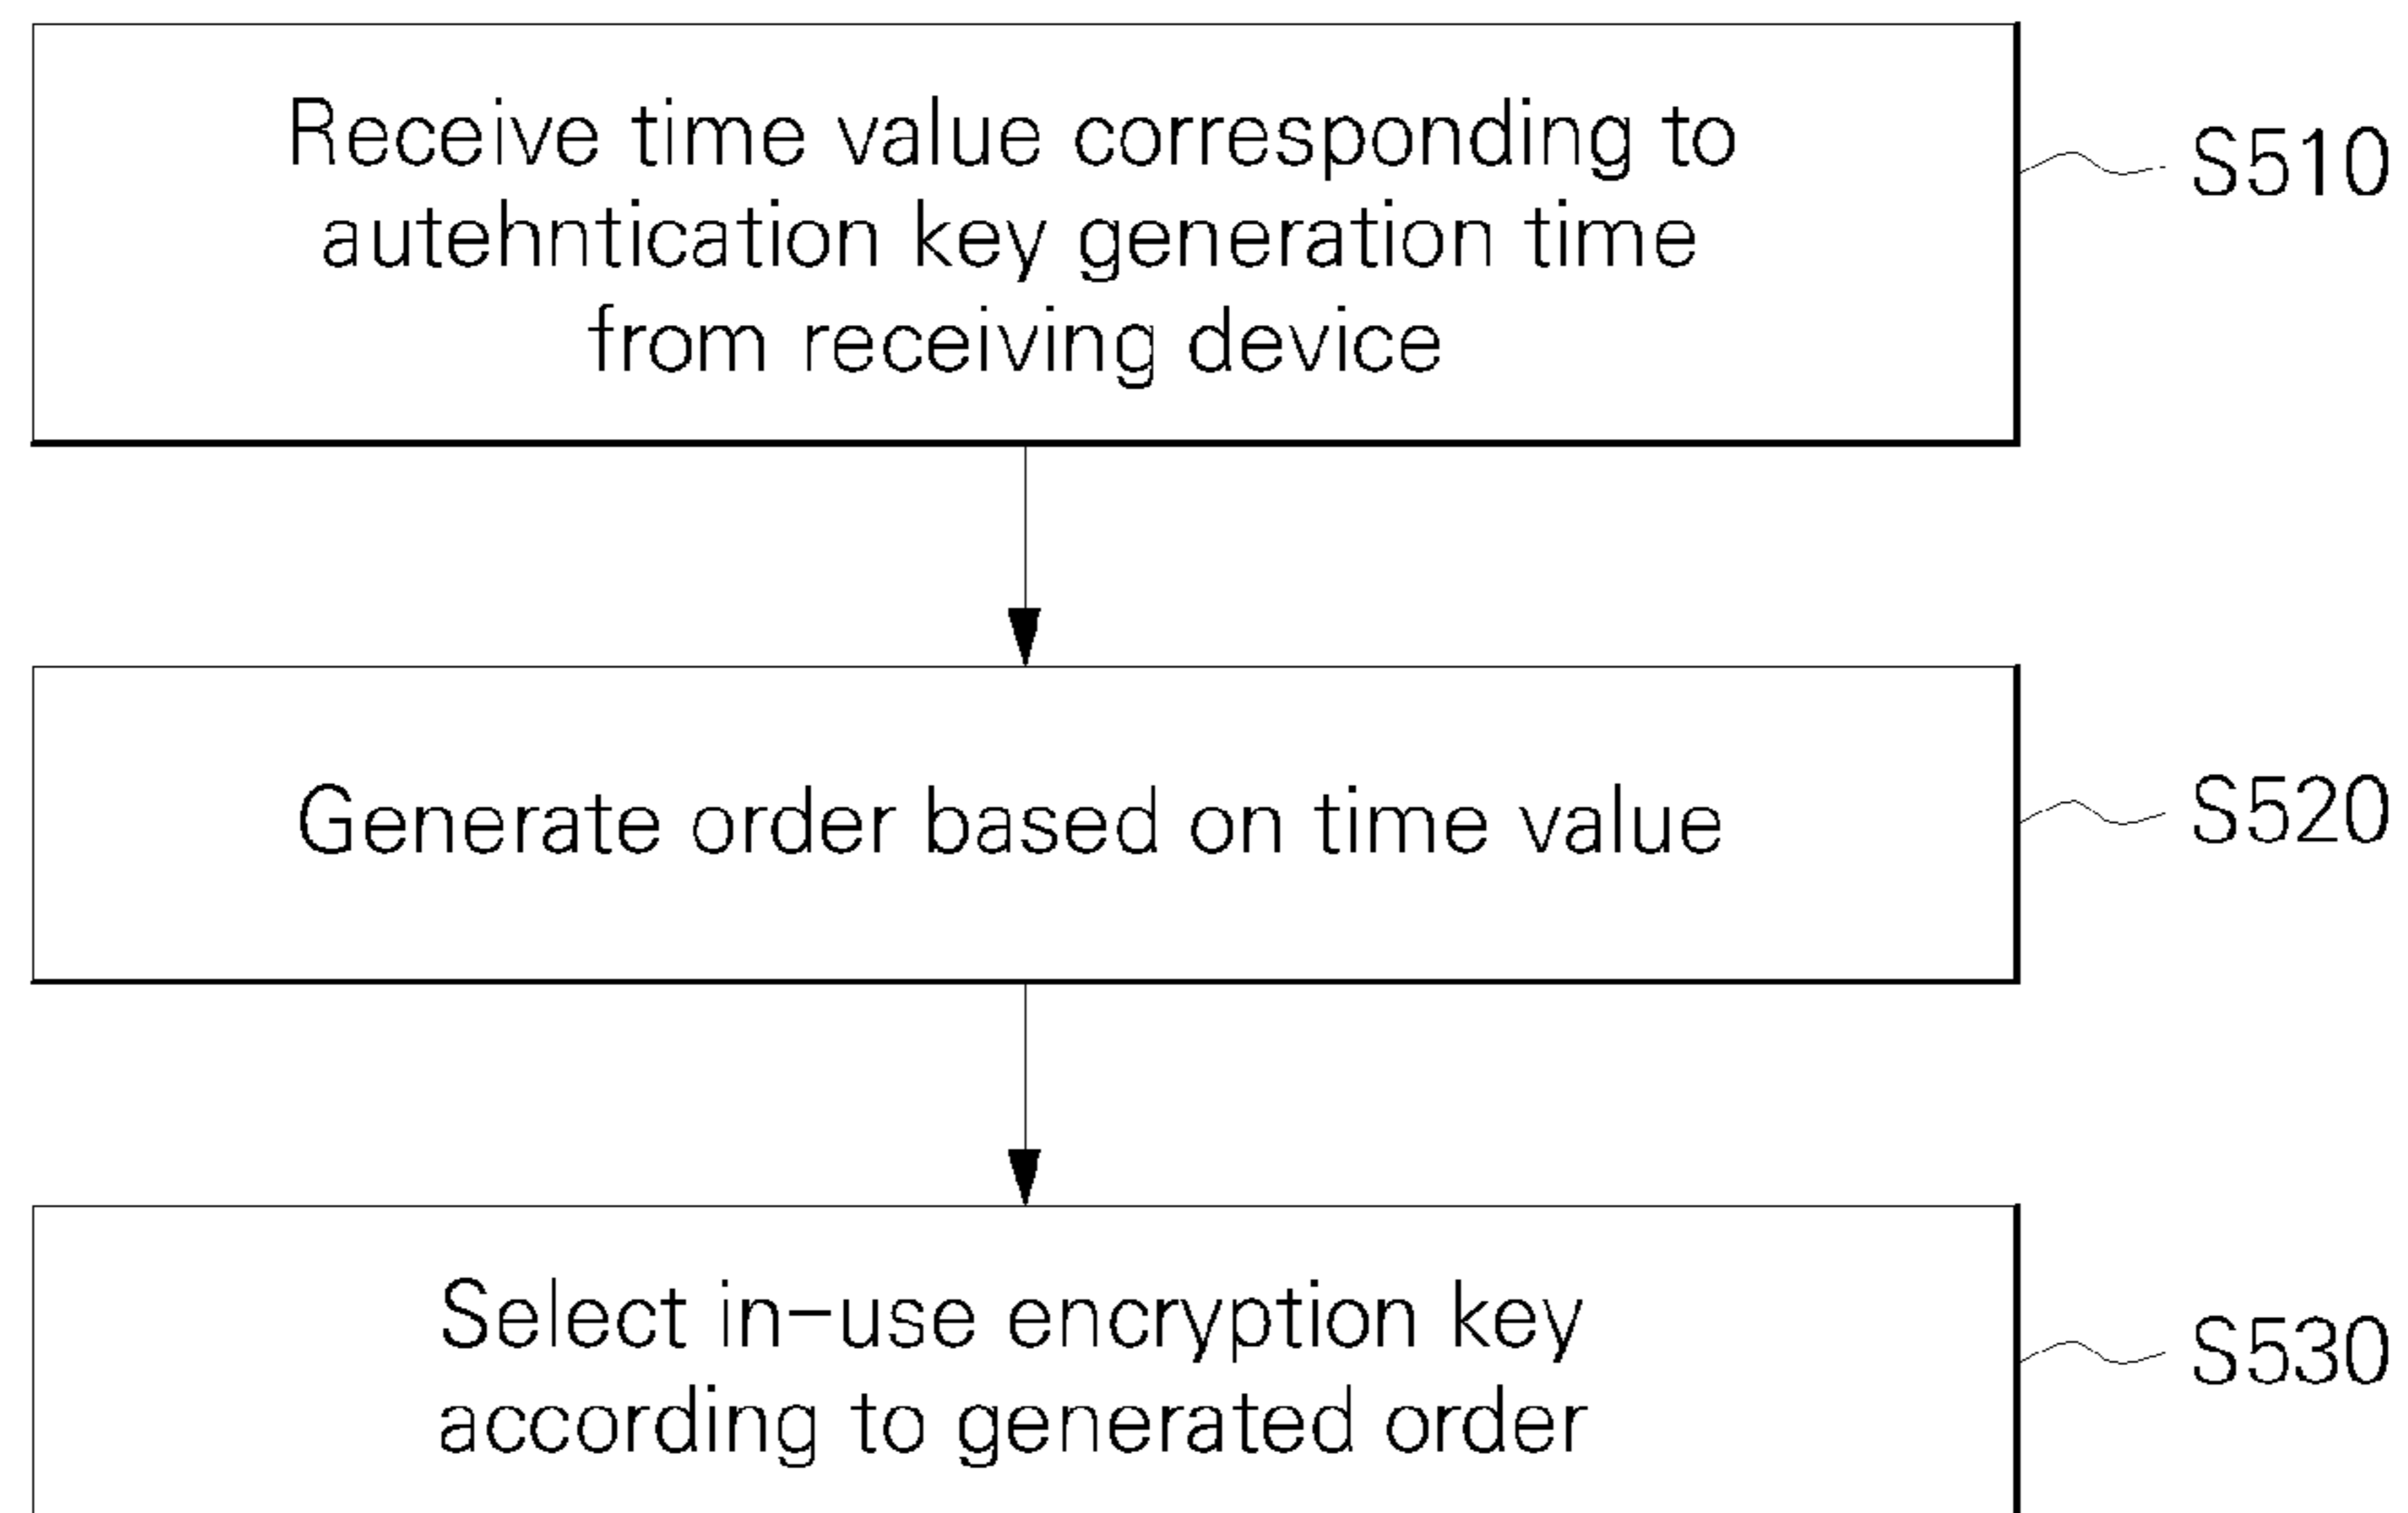 Receive time value corresponding to
autehntication key generation time
from receiving device
S510
Generate order based on time value
S520
Select in-use encryption key
according to generated order
S530